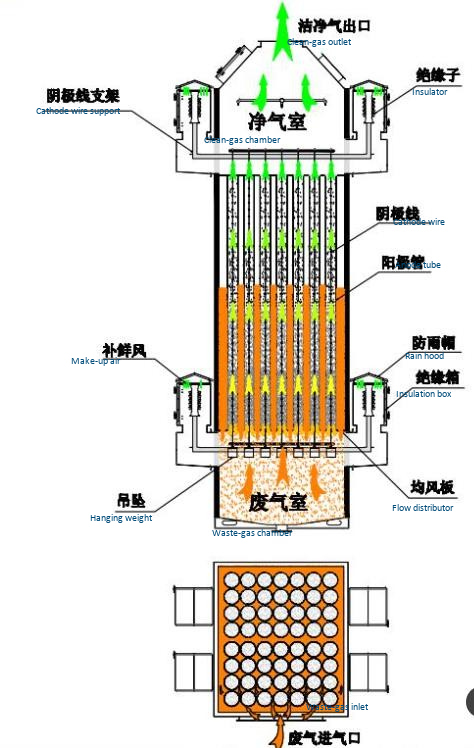 洁净气出口
Clean-gas outlet
绝缘子
Insulator
阴极线支架
Cathode wire support
净气室
Clean-gas chamber
阴极线
Cathode wire
阳极管
tube
防雨帽
Rain hood
补鲜风
Make-up air
绝缘箱
Insulation box
均风板
Flow distributor
吊坠
Hanging weight
废气室
Waste-gas chamber
Waste-gas inlet
废气进气口